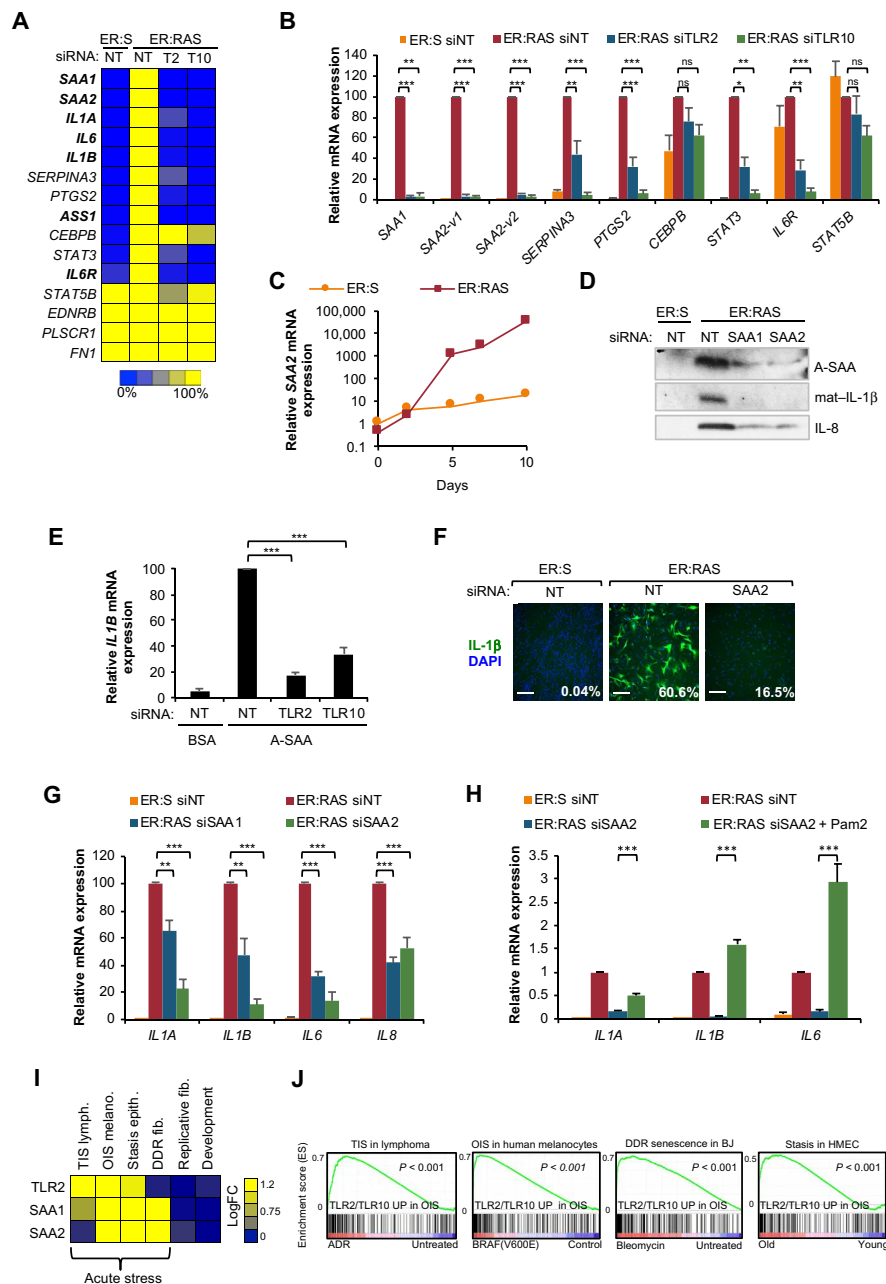 A
ER:S ER:RAS
siRNA: NT NT T2 T10
SAA1
SAA2
IL1A
IL6
IL1B
SERPINA3
PTGS2
ASS1
CEBPB
STAT3
IL6R
STAT5B
EDNRB
PLSCR1
FN1
0% 100%
B
ER:S siNT ER:RAS siNT ER:RAS siTLR2 ER:RAS siTLR10
Relative mRNA expression
140
120
100
80
60
40
20
0
** *** *** *** *** ns ** *** ns
*** *** *** ** *** ns * ** ns
SAA1 SAA2-v1 SAA2-v2 SERPINA3 PTGS2 CEBPB STAT3 IL6R STAT5B
C
ER:S ER:RAS
Relative SAA2 mRNA expression
100,000
10,000
1000
100
10
1
0.1
0 5 10
Days
D
ER:S ER:RAS
siRNA: NT NT SAA1 SAA2
A-SAA
mat–IL-1β
IL-8
E
Relative IL1B mRNA expression
100
80
60
40
20
0
***
***
siRNA: NT NT TLR2 TLR10
BSA A-SAA
F
ER:S ER:RAS
siRNA: NT NT SAA2
IL-1β
DAPI
0.04% 60.6% 16.5%
G
ER:S siNT ER:RAS siNT
ER:RAS siSAA1 ER:RAS siSAA2
Relative mRNA expression
120
100
80
60
40
20
0
*** *** *** ***
** ** *** ***
IL1A IL1B IL6 IL8
H
ER:S siNT ER:RAS siNT
ER:RAS siSAA2 ER:RAS siSAA2 + Pam2
Relative mRNA expression
3.5
3
2.5
2
1.5
1
0.5
0
*** *** ***
IL1A IL1B IL6
I
TIS lymph. OIS melano. Stasis epith. DDR fib. Replicative fib. Development
TLR2
SAA1
SAA2
LogFC
1.2
0.75
0
Acute stress
J
Enrichment score (ES)
TIS in lymphoma
0.7
0
P < 0.001
TLR2/TLR10 UP in OIS
ADR Untreated
OIS in human melanocytes
0.7
0
P < 0.001
TLR2/TLR10 UP in OIS
BRAF(V600E) Control
DDR senescence in BJ
0.7
0
P < 0.001
TLR2/TLR10 UP in OIS
Bleomycin Untreated
Stasis in HMEC
0.7
0
P < 0.001
TLR2/TLR10 UP in OIS
Old Young